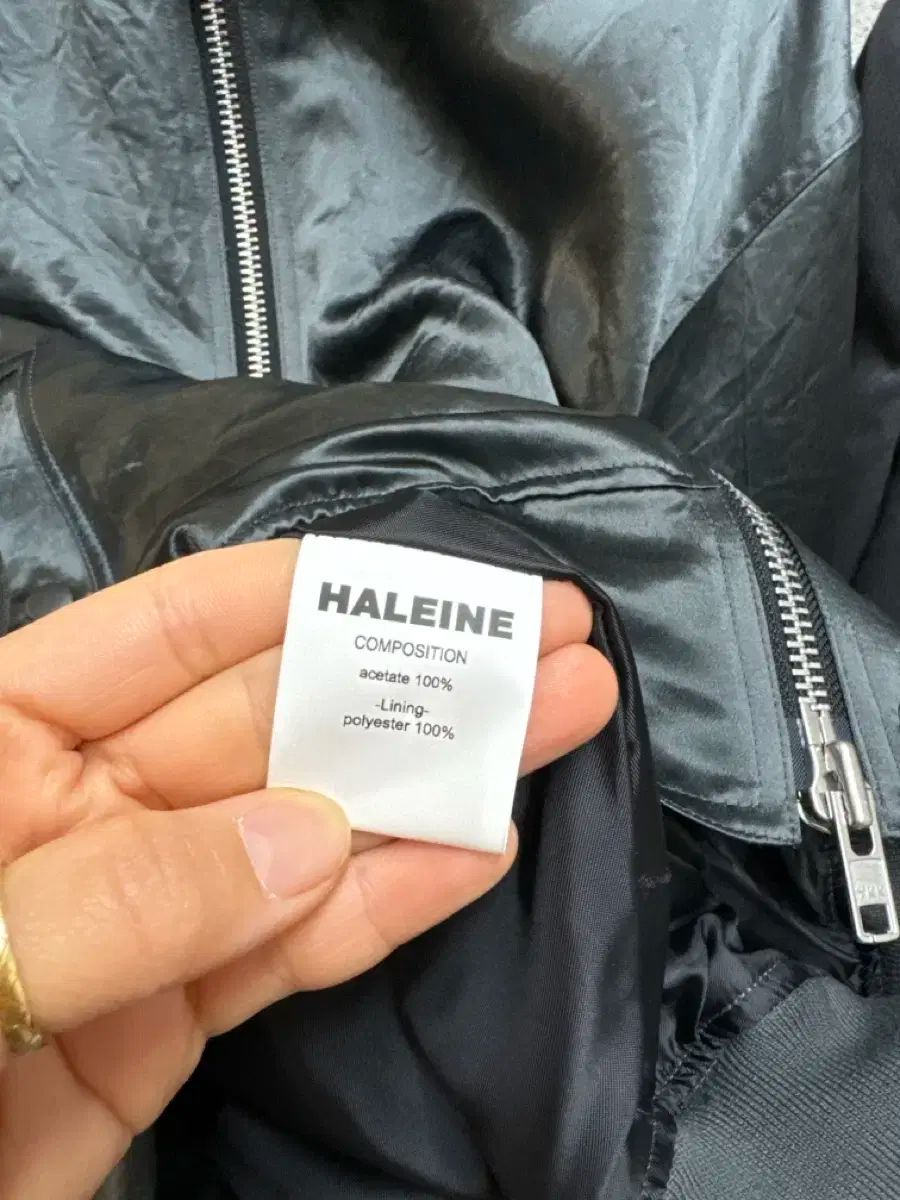 HALEINE
COMPOSITION
acetate 100%
-Lining-
polyester 100%